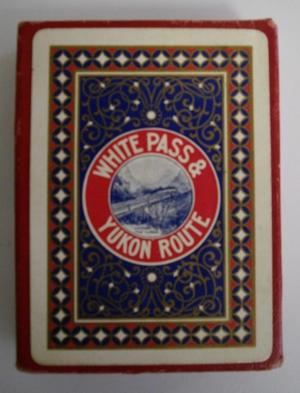 WHITE PASS &
YUKON ROUTE